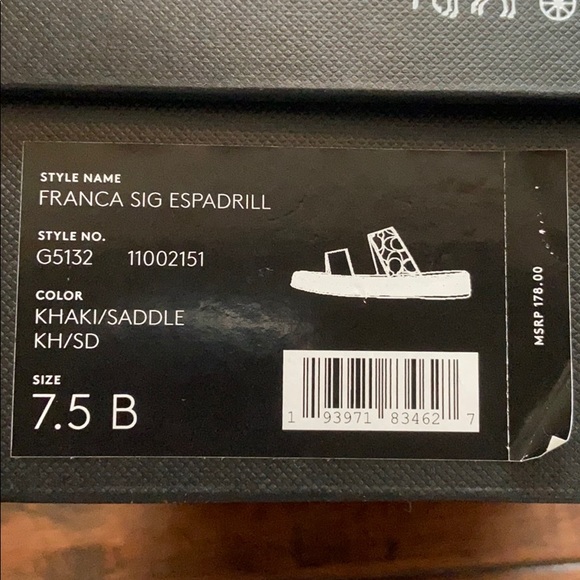 STYLE NAME
FRANCA SIG ESPADRILL
STYLE NO.
G5132 11002151
COLOR
KHAKI/SADDLE
KH/SD
SIZE
7.5 B
1 93971 83462 7
MSRP 178.00